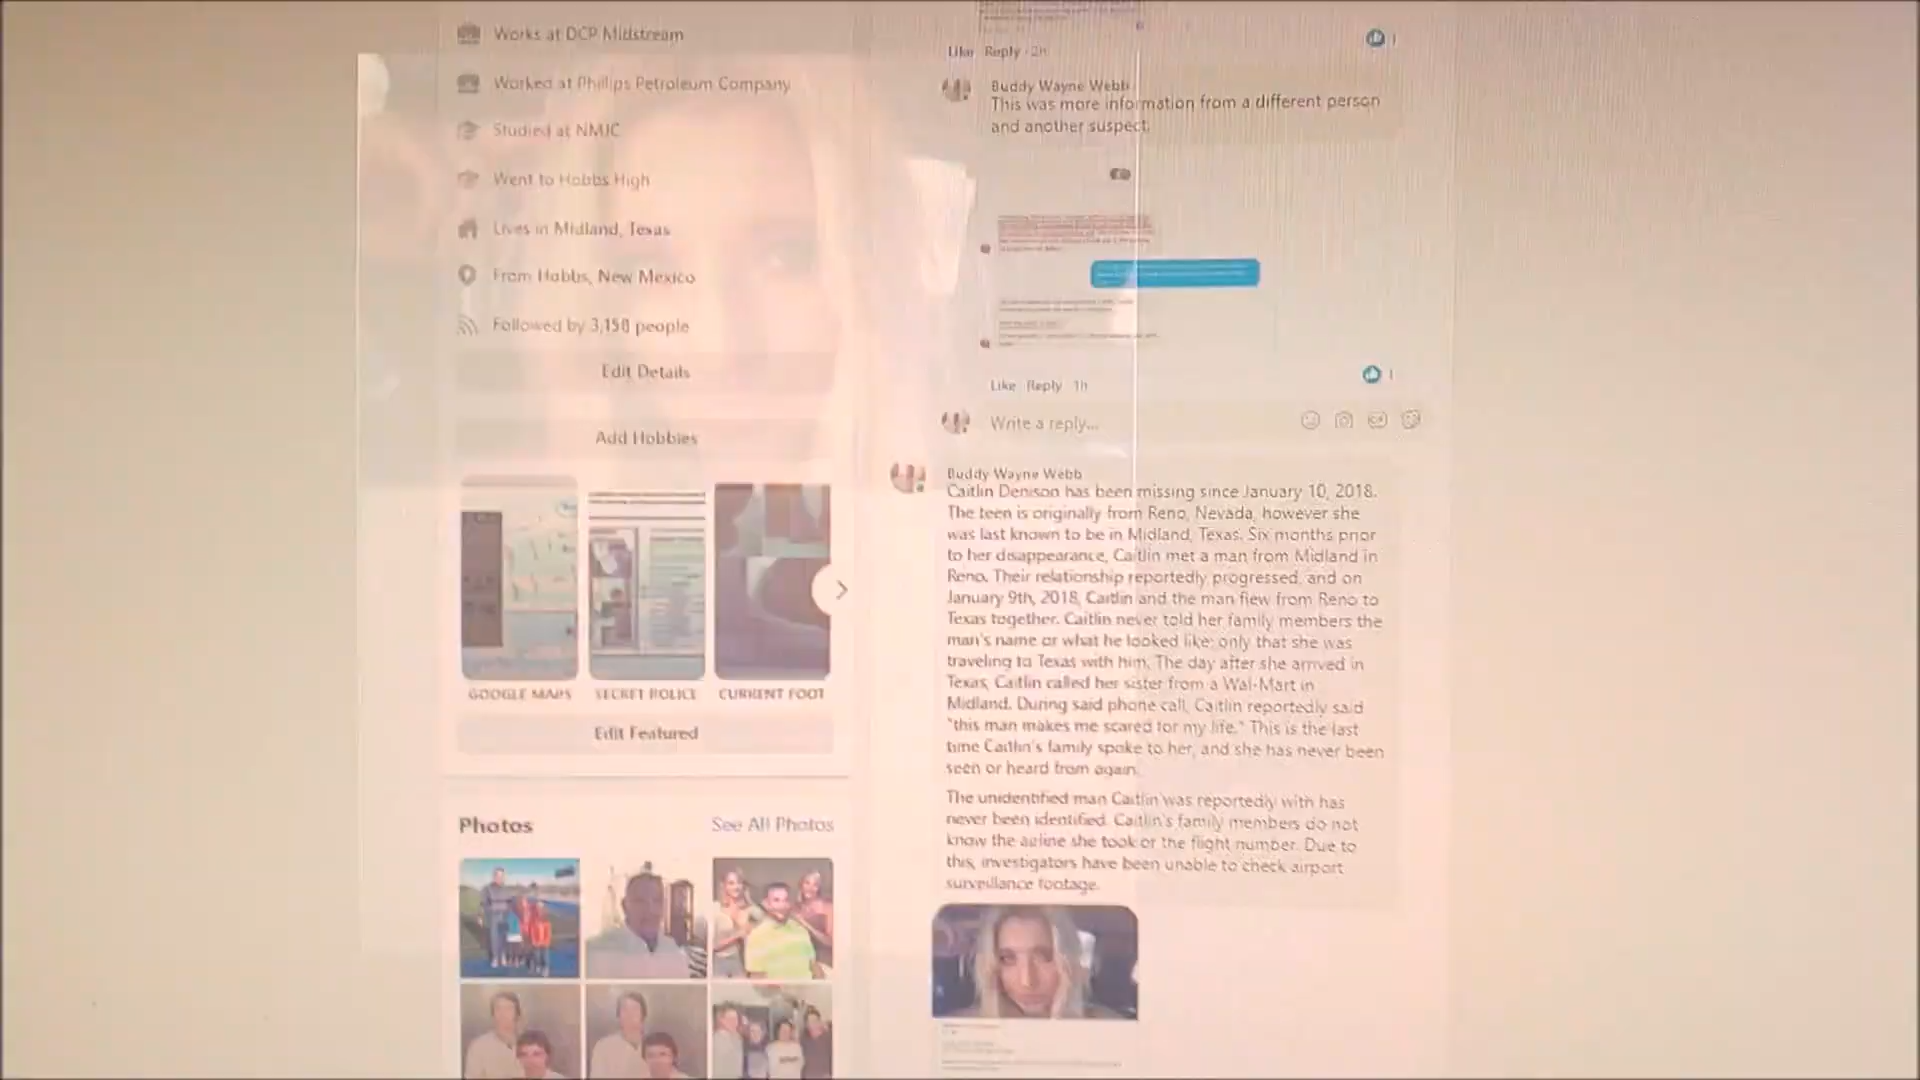 Works at DCP Midstream
Worked at Phillips Petroleum Company
Studied at NMJC
Went to Hobbs High
Lives in Midland, Texas
From Hobbs, New Mexico
Followed by 3,158 people
Edit Details
Add Hobbies
GOOGLE MAPS
SECRET POLICE
CURRENT FOOT
Edit Featured
Photos
See All Photos
Like Reply · 2h
1
Buddy Wayne Webb
This was more information from a different person
and another suspect.
Like · Reply · 1h
1
Write a reply...
Buddy Wayne Webb
Caitlin Denison has been missing since January 10, 2018.
The teen is originally from Reno, Nevada, however she
was last known to be in Midland, Texas. Six months prior
to her disappearance, Caitlin met a man from Midland in
Reno. Their relationship reportedly progressed, and on
January 9th, 2018, Caitlin and the man flew from Reno to
Texas together. Caitlin never told her family members the
man's name or what he looked like; only that she was
traveling to Texas with him. The day after she arrived in
Texas, Caitlin called her sister from a Wal-Mart in
Midland. During said phone call, Caitlin reportedly said
"this man makes me scared for my life." This is the last
time Caitlin's family spoke to her, and she has never been
seen or heard from again.
The unidentified man Caitlin was reportedly with has
never been identified. Caitlin's family members do not
know the airline she took or the flight number. Due to
this, investigators have been unable to check airport
surveillance footage.